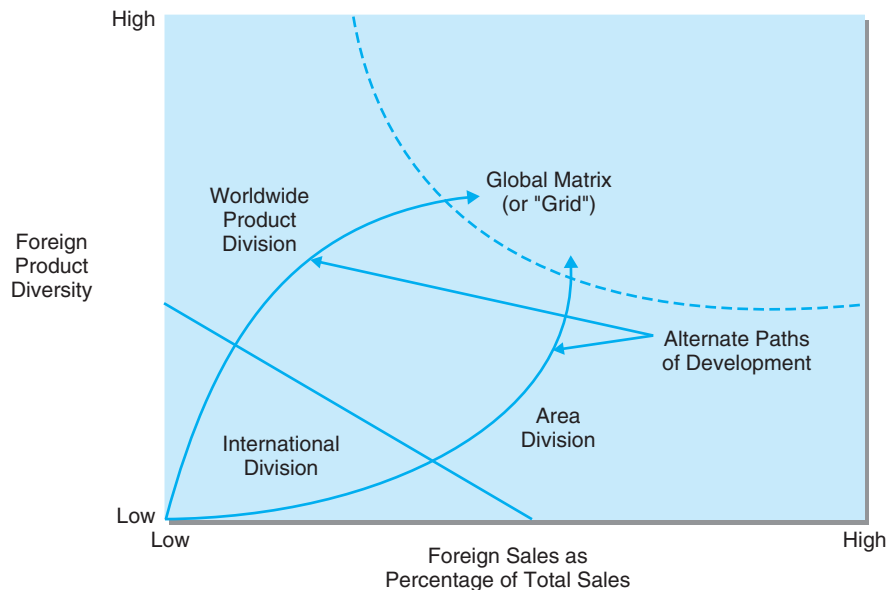 High
Global Matrix
(or "Grid")
Worldwide
Product
Division
Foreign
Product
Diversity
Alternate Paths
of Development
Area
Division
International
Division
Low
Low
High
Foreign Sales as
Percentage of Total Sales